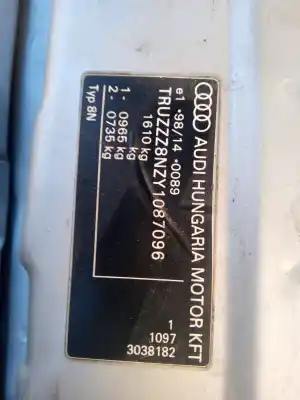 AUDI HUNGARIA MOTOR KFT
e1 *98/14 *0089
TRUZZZ8NZY1087096
1610 kg
kg
1- 0965 kg
2- 0735 kg
Typ 8N
1
1097
3038182